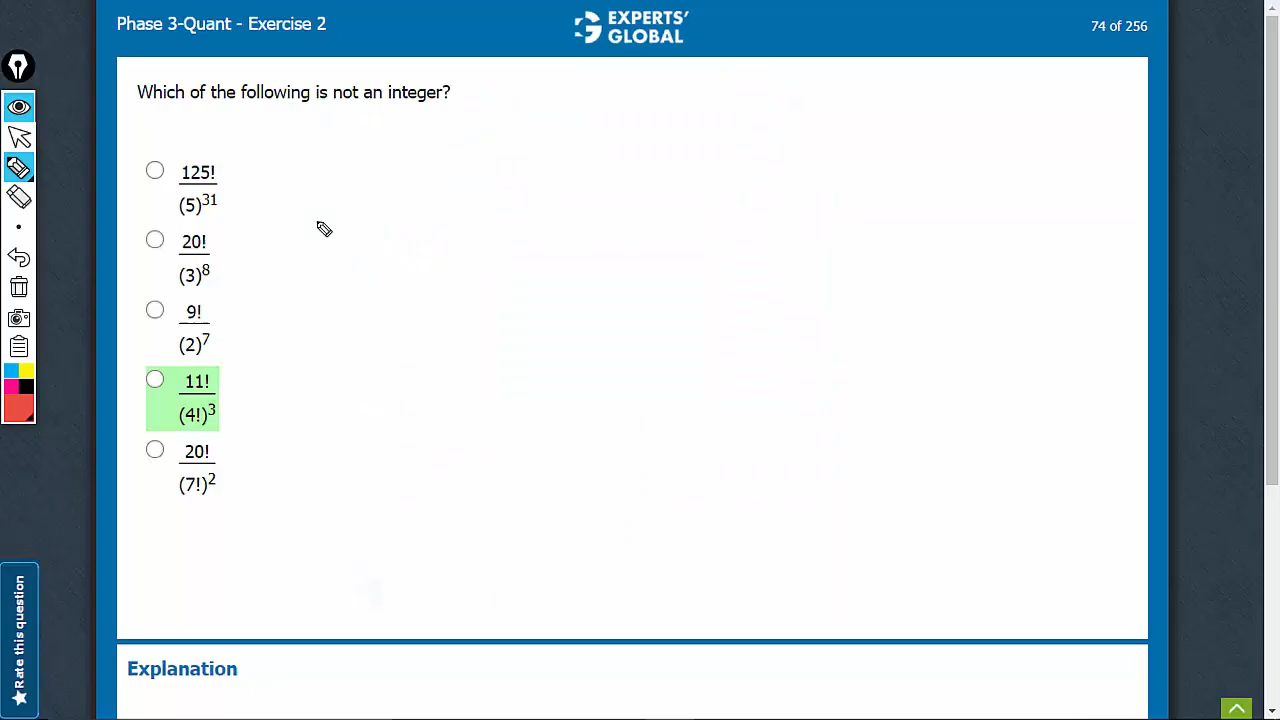 Phase 3-Quant - Exercise 2
EXPERTS'
GLOBAL
74 of 256
Which of the following is not an integer?
125!
(5)31
20!
(3)8
9!
(2)7
11!
(4!)3
20!
(7!)2
Rate this question
Explanation